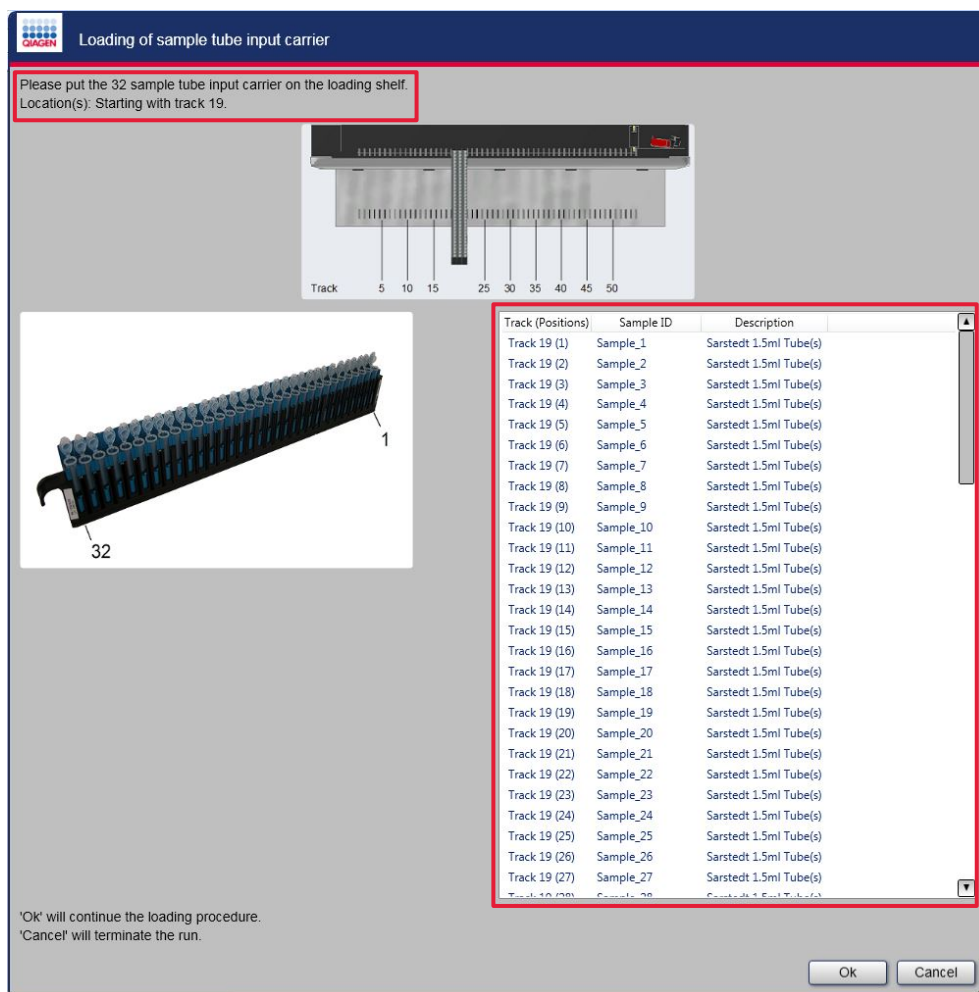 QIAGEN
Loading of sample tube input carrier
Please put the 32 sample tube input carrier on the loading shelf.
Location(s): Starting with track 19.
Track 5 10 15 25 30 35 40 45 50
1
32
Track (Positions) Sample ID Description
Track 19 (1) Sample_1 Sarstedt 1.5ml Tube(s)
Track 19 (2) Sample_2 Sarstedt 1.5ml Tube(s)
Track 19 (3) Sample_3 Sarstedt 1.5ml Tube(s)
Track 19 (4) Sample_4 Sarstedt 1.5ml Tube(s)
Track 19 (5) Sample_5 Sarstedt 1.5ml Tube(s)
Track 19 (6) Sample_6 Sarstedt 1.5ml Tube(s)
Track 19 (7) Sample_7 Sarstedt 1.5ml Tube(s)
Track 19 (8) Sample_8 Sarstedt 1.5ml Tube(s)
Track 19 (9) Sample_9 Sarstedt 1.5ml Tube(s)
Track 19 (10) Sample_10 Sarstedt 1.5ml Tube(s)
Track 19 (11) Sample_11 Sarstedt 1.5ml Tube(s)
Track 19 (12) Sample_12 Sarstedt 1.5ml Tube(s)
Track 19 (13) Sample_13 Sarstedt 1.5ml Tube(s)
Track 19 (14) Sample_14 Sarstedt 1.5ml Tube(s)
Track 19 (15) Sample_15 Sarstedt 1.5ml Tube(s)
Track 19 (16) Sample_16 Sarstedt 1.5ml Tube(s)
Track 19 (17) Sample_17 Sarstedt 1.5ml Tube(s)
Track 19 (18) Sample_18 Sarstedt 1.5ml Tube(s)
Track 19 (19) Sample_19 Sarstedt 1.5ml Tube(s)
Track 19 (20) Sample_20 Sarstedt 1.5ml Tube(s)
Track 19 (21) Sample_21 Sarstedt 1.5ml Tube(s)
Track 19 (22) Sample_22 Sarstedt 1.5ml Tube(s)
Track 19 (23) Sample_23 Sarstedt 1.5ml Tube(s)
Track 19 (24) Sample_24 Sarstedt 1.5ml Tube(s)
Track 19 (25) Sample_25 Sarstedt 1.5ml Tube(s)
Track 19 (26) Sample_26 Sarstedt 1.5ml Tube(s)
Track 19 (27) Sample_27 Sarstedt 1.5ml Tube(s)
Track 19 (28) Sample_28 Sarstedt 1.5ml Tube(s)
'Ok' will continue the loading procedure.
'Cancel' will terminate the run.
Ok Cancel